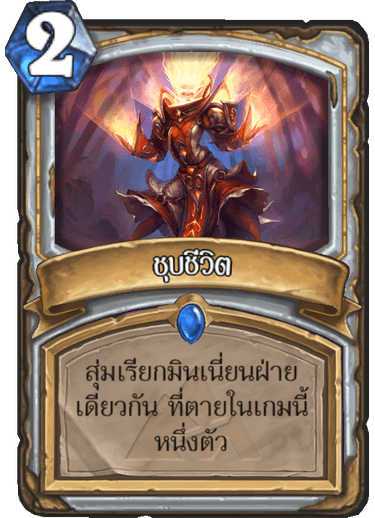 2
ชุบชีวิต
สุ่มเรียกมินเนี่ยนฝ่าย
เดียวกัน ที่ตายในเกมนี้
หนึ่งตัว